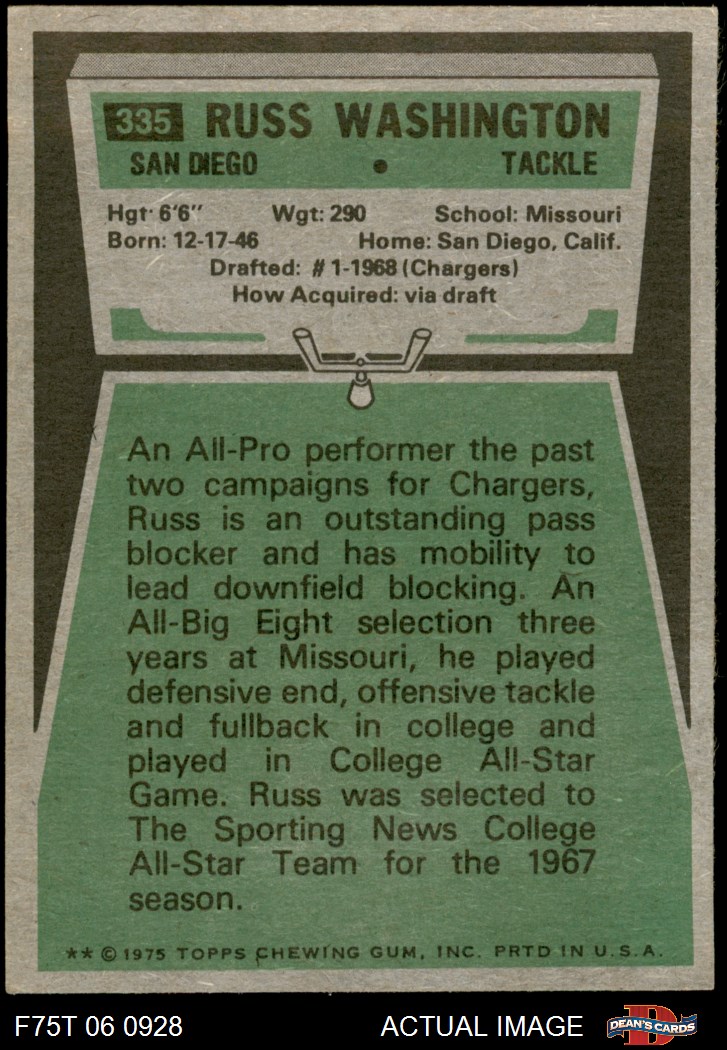 335 RUSS WASHINGTON
SAN DIEGO • TACKLE
Hgt· 6'6" Wgt: 290 School: Missouri
Born: 12-17-46 Home: San Diego, Calif.
Drafted: #1-1968 (Chargers)
How Acquired: via draft
An All-Pro performer the past
two campaigns for Chargers,
Russ is an outstanding pass
blocker and has mobility to
lead downfield blocking. An
All-Big Eight selection three
years at Missouri, he played
defensive end, offensive tackle
and fullback in college and
played in College All-Star
Game. Russ was selected to
The Sporting News College
All-Star Team for the 1967
season.
** © 1975 TOPPS CHEWING GUM, INC. PRTD IN U.S.A.
F75T 06 0928 ACTUAL IMAGE D DEAN'S CARDS